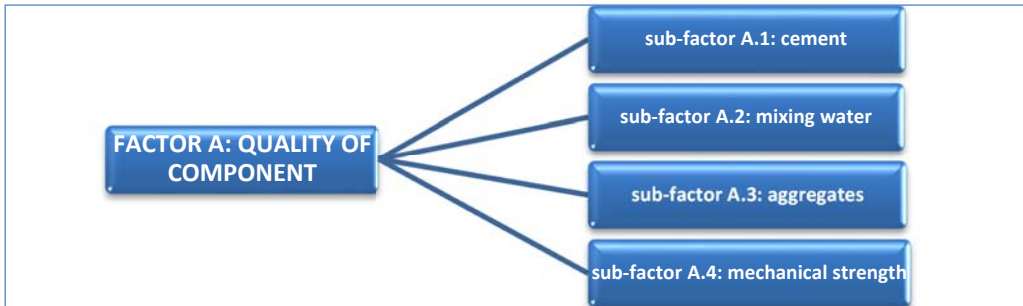 FACTOR A: QUALITY OF
COMPONENT
sub-factor A.1: cement
sub-factor A.2: mixing water
sub-factor A.3: aggregates
sub-factor A.4: mechanical strength